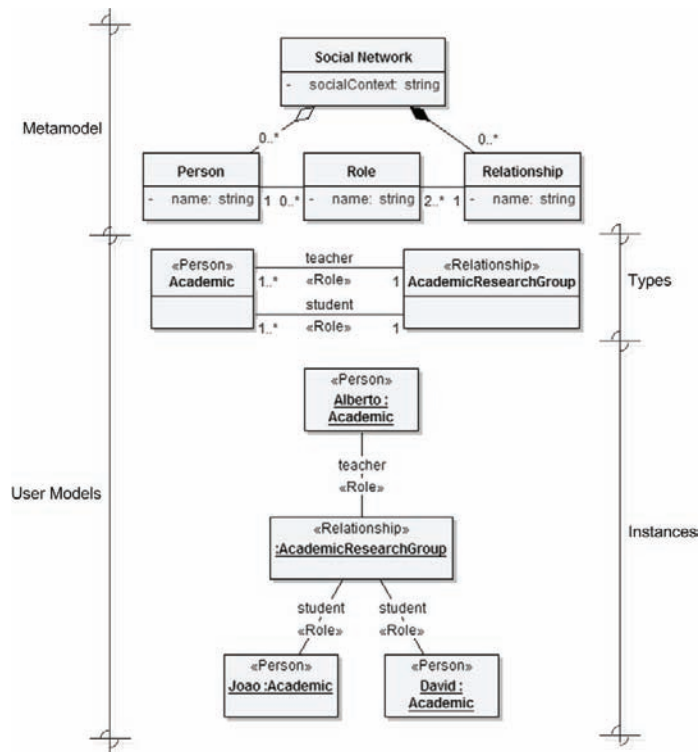 Social Network
- socialContext: string
Metamodel
0..*
0..*
Person
Role
Relationship
- name: string
1
0..*
- name: string
2..*
1
- name: string
«Person»
Academic
teacher
1..*
«Role»
1
student
1..*
«Role»
1
«Relationship»
AcademicResearchGroup
Types
«Person»
Alberto :
Academic
teacher
«Role»
User Models
«Relationship»
:AcademicResearchGroup
Instances
student
«Role»
student
«Role»
«Person»
Joao :Academic
«Person»
David :
Academic